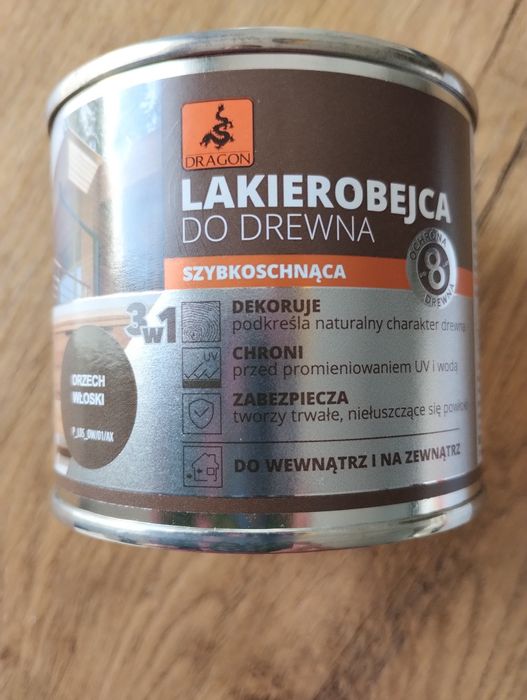 DRAGON
LAKIEROBEJCA
DO DREWNA
SZYBKOSCHNĄCA
OCHRONA
8
DREWNA
3w1
DEKORUJE
podkreśla naturalny charakter drewna
UV
CHRONI
przed promieniowaniem UV i wodą
ZABEZPIECZA
tworzy trwałe, niełuszczące się powłoki
DO WEWNĄTRZ I NA ZEWNĄTRZ
ORZECH
WŁOSKI